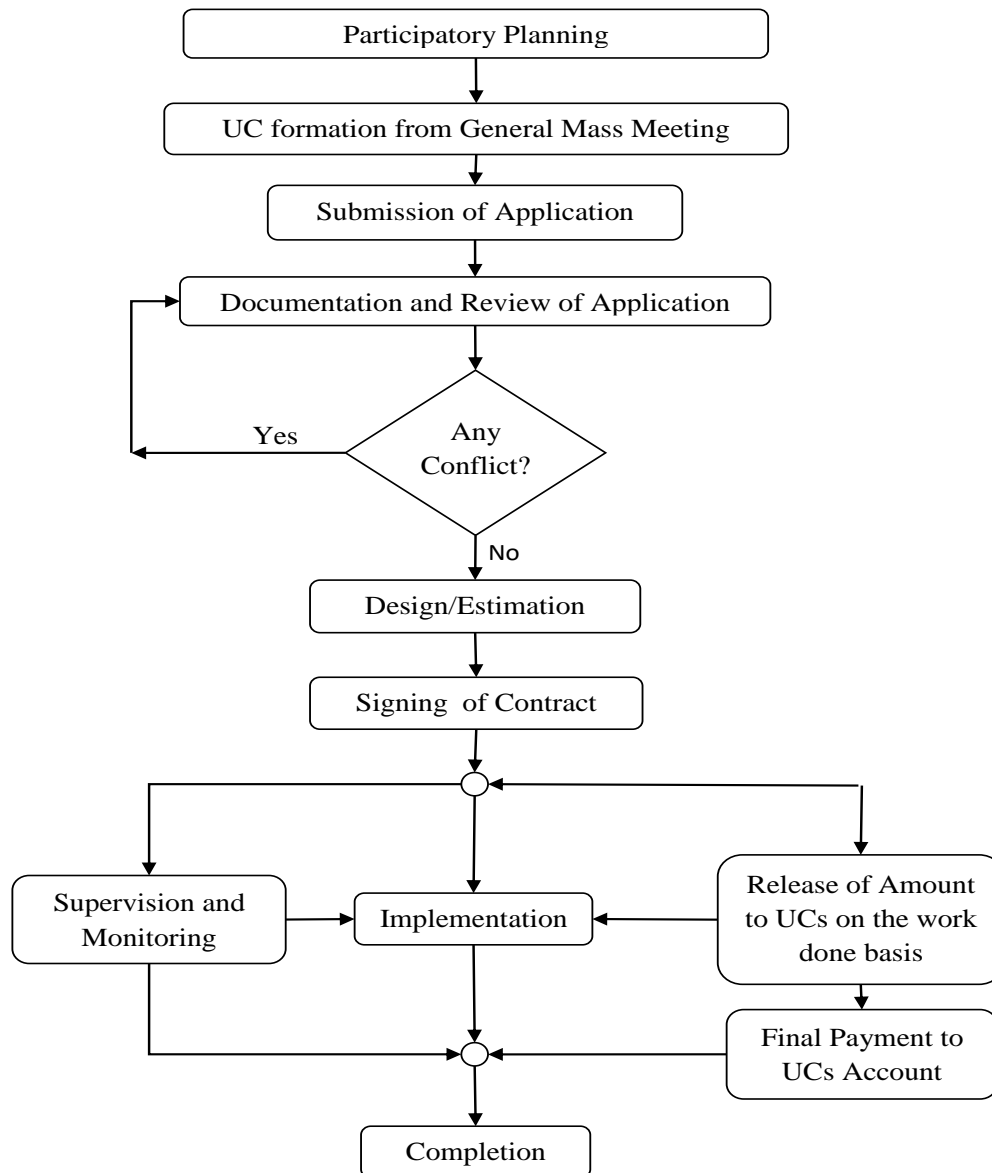 Participatory Planning
UC formation from General Mass Meeting
Submission of Application
Documentation and Review of Application
Yes
Any
Conflict?
No
Design/Estimation
Signing of Contract
Supervision and
Monitoring
Implementation
Release of Amount
to UCs on the work
done basis
Final Payment to
UCs Account
Completion